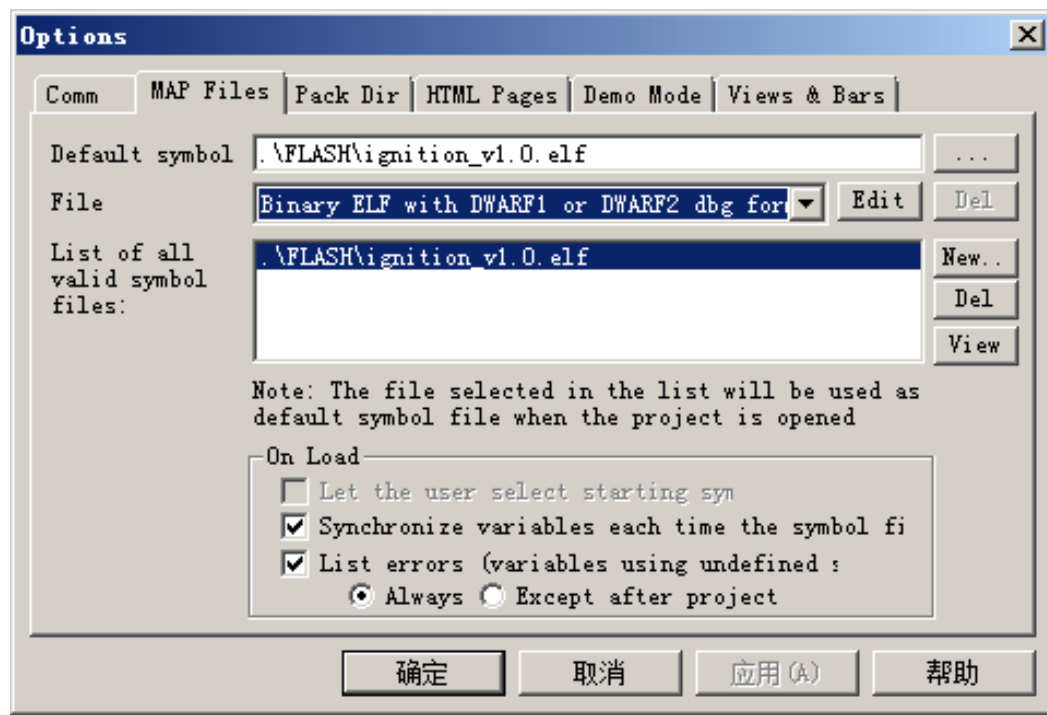 Options
Comm MAP Files Pack Dir HTML Pages Demo Mode Views & Bars
Default symbol .\FLASH\ignition_v1.0.elf ...
File Binary ELF with DWARF1 or DWARF2 dbg Edit Del
List of all .\FLASH\ignition_v1.0.elf New..
valid symbol
files: Del
View
Note: The file selected in the list will be used as
default symbol file when the project is opened
On Load
Let the user select starting sym
Synchronize variables each time the symbol fi
List errors (variables using undefined
Always Except after project
确定 取消 应用(A) 帮助